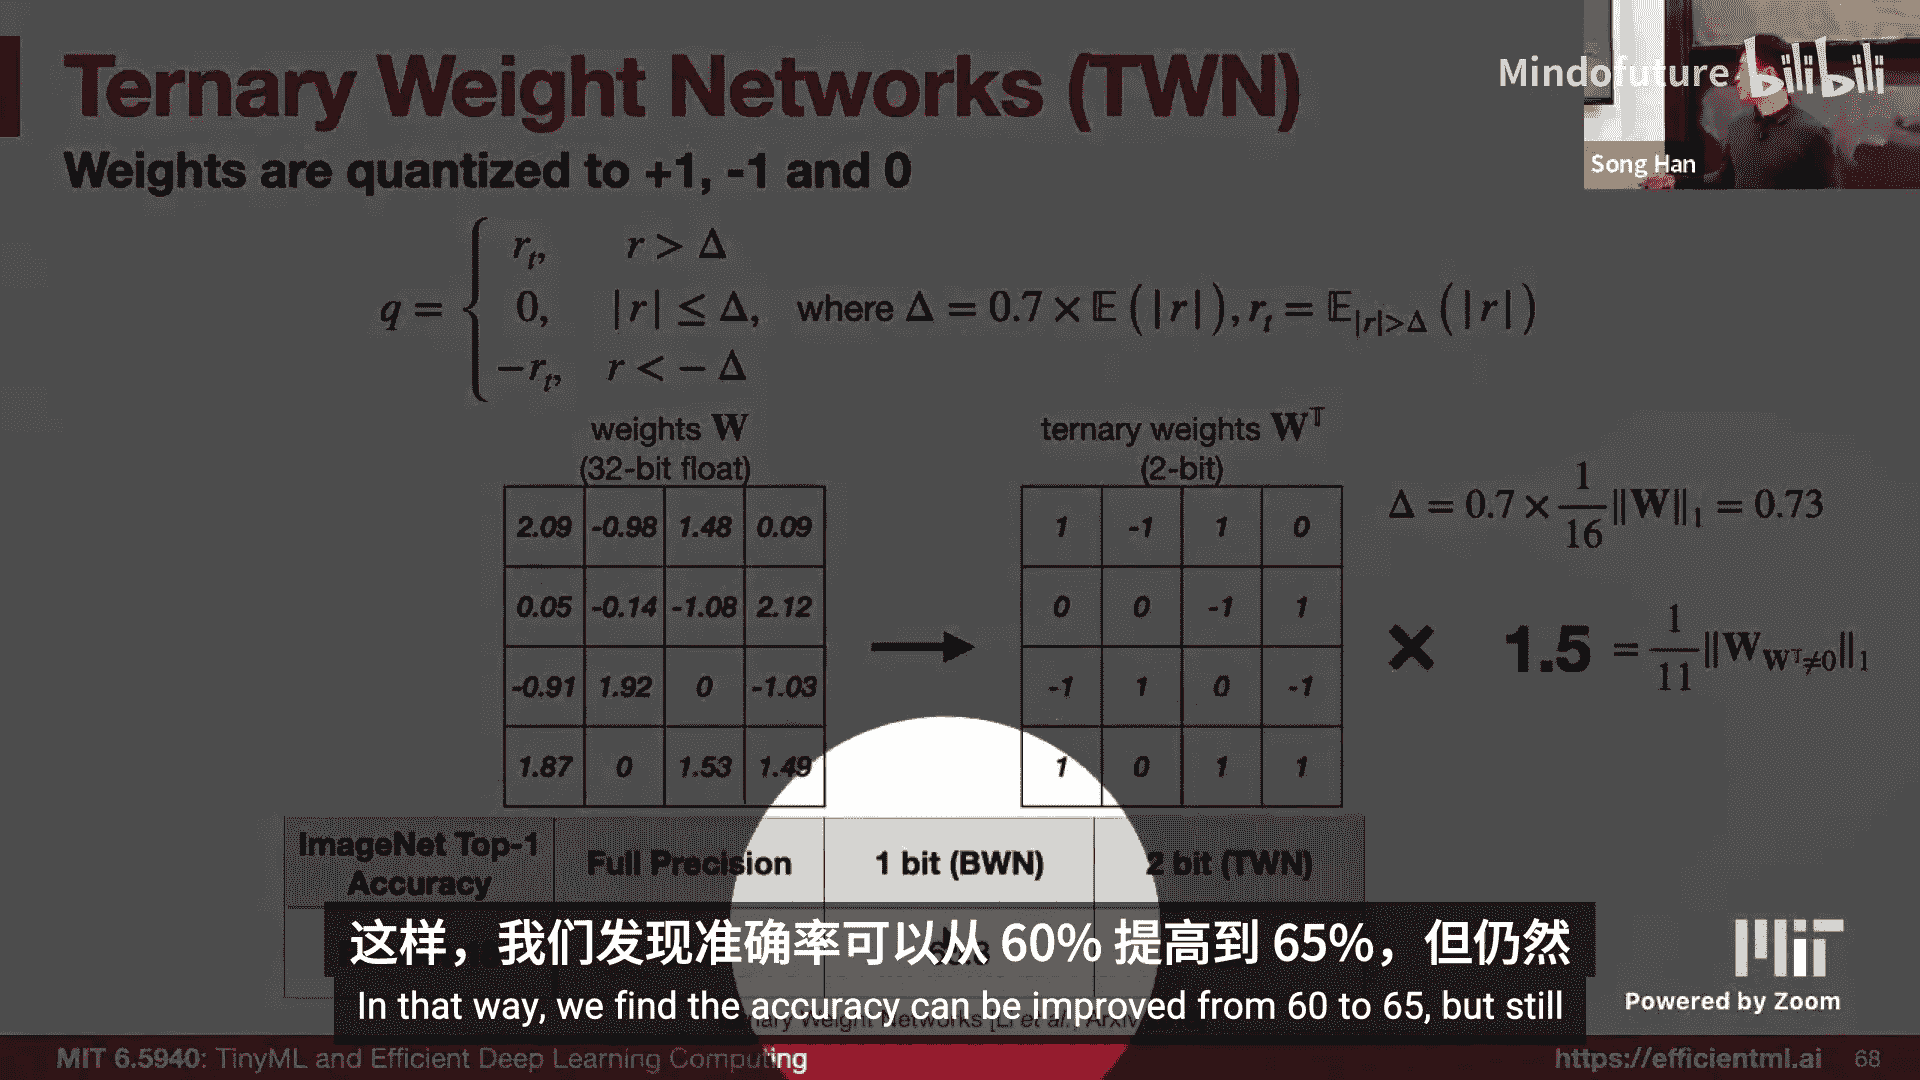 Ternary Weight Networks (TWN)
Mindofuture
bilibili
Song Han
Weights are quantized to +1, -1 and 0
q = { r_t, r > Δ
0, |r| ≤ Δ, where Δ = 0.7 × 𝔼(|r|), r_t = 𝔼_{|r|>Δ}(|r|)
−r_t, r < −Δ
weights W
(32-bit float)
2.09 -0.98 1.48 0.09
0.05 -0.14 -1.08 2.12
-0.91 1.92 0 -1.03
1.87 0 1.53 1.49
ternary weights W^𝕋
(2-bit)
1 -1 1 0
0 0 -1 1
-1 1 0 -1
1 0 1 1
Δ = 0.7 × 1/16 ‖W‖₁ = 0.73
× 1.5 = 1/11 ‖W_{W^𝕋≠0}‖₁
ImageNet Top-1
Accuracy
Full Precision
1 bit (BWN)
2 bit (TWN)
这样，我们发现准确率可以从 60% 提高到 65%，但仍然
In that way, we find the accuracy can be improved from 60 to 65, but still
Weight Networks
MIT
Powered by Zoom
MIT 6.5940: TinyML and Efficient Deep Learning Computing
https://efficientml.ai
68